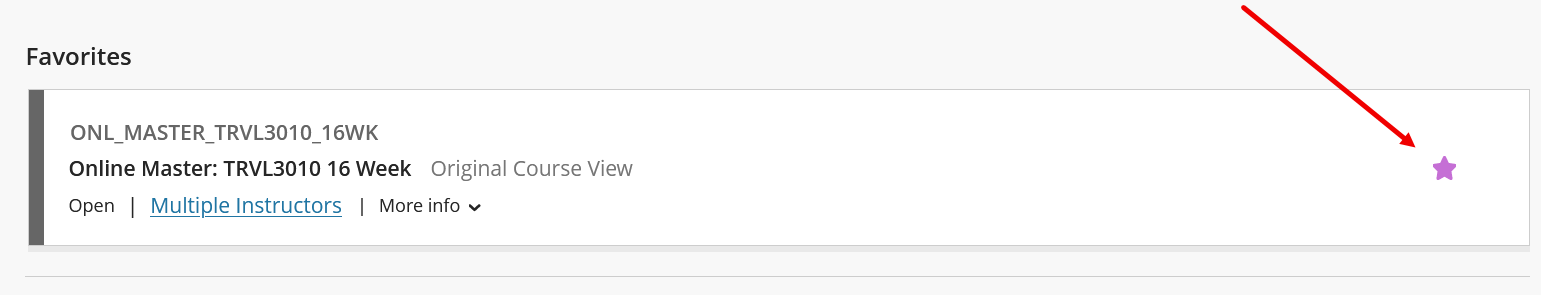 Favorites
ONL_MASTER_TRVL3010_16WK
Online Master: TRVL3010 16 Week Original Course View
Open | Multiple Instructors | More info